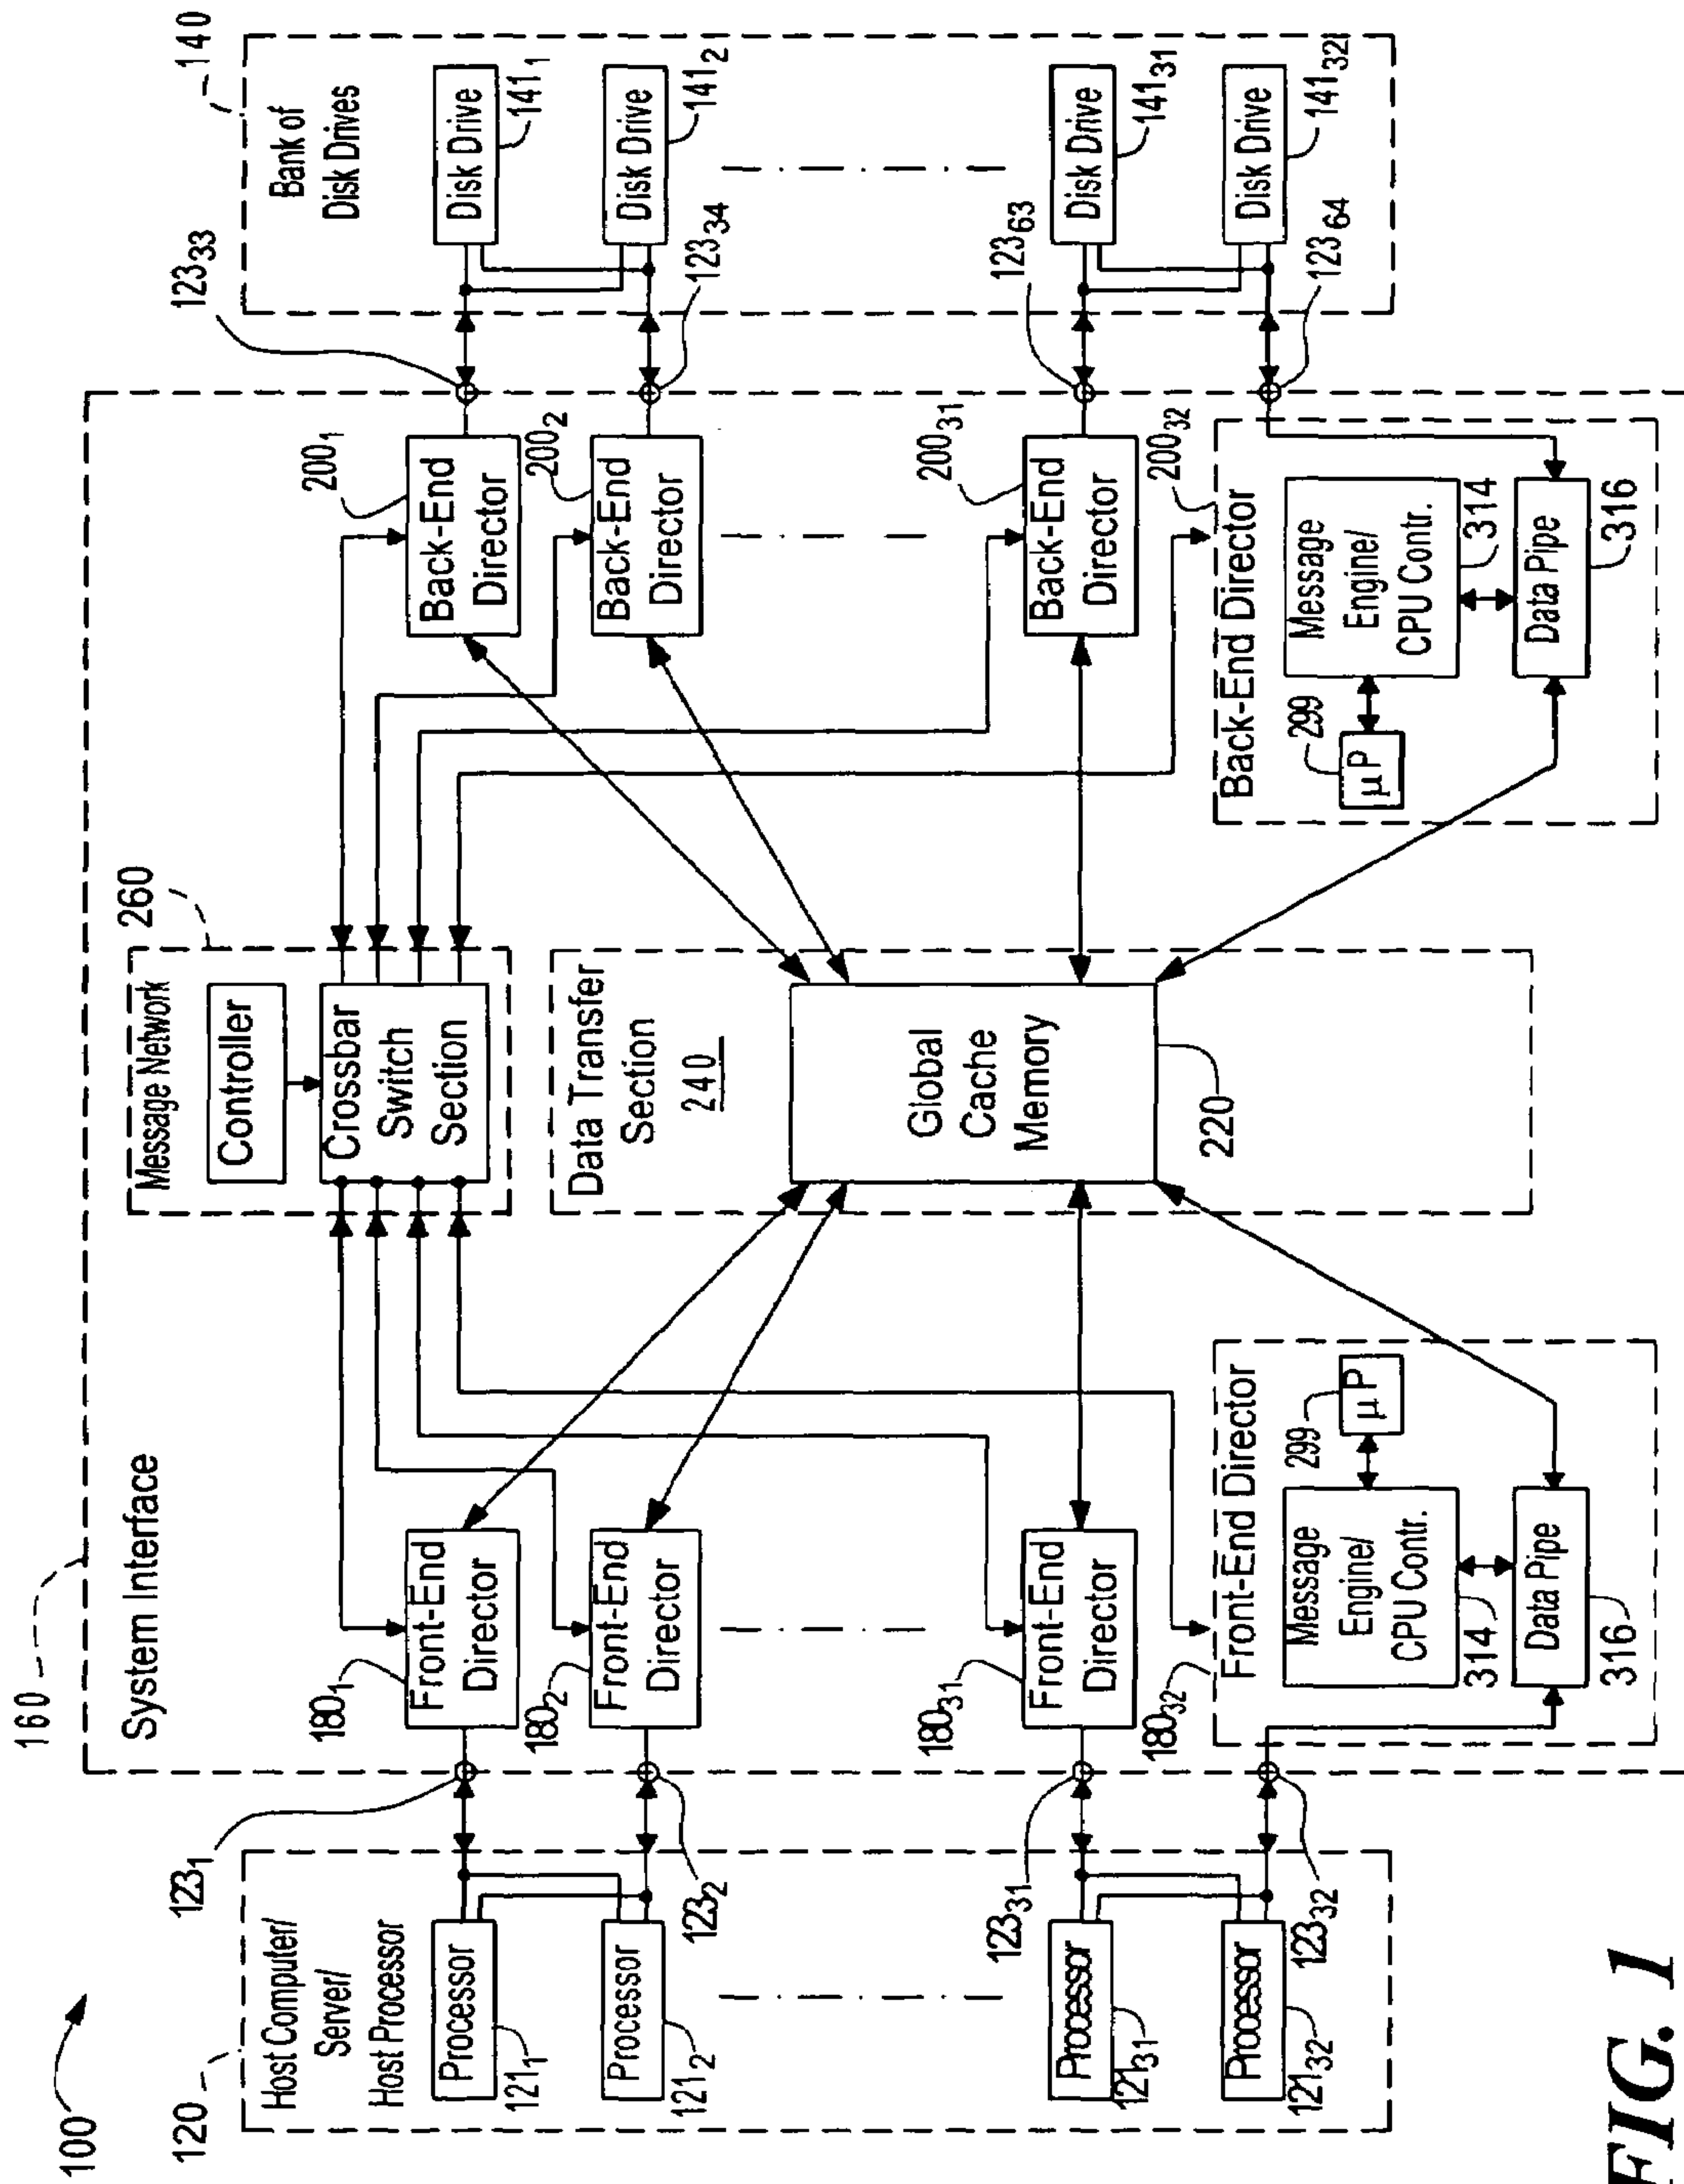 100
120
Host Computer/
Server/
Host Processor
Processor
121₁
Processor
121₂
Processor
121₃₁
Processor
121₃₂
123₁
123₂
123₃₁
123₃₂
160
System Interface
180₁
Front-End
Director
180₂
Front-End
Director
180₃₁
Front-End
Director
180₃₂
Front-End Director
Message
Engine/
CPU Contr.
314
299
µP
Data Pipe
316
Message Network
260
Controller
Crossbar
Switch
Section
Data Transfer
Section
240
Global
Cache
Memory
220
200₁
Back-End
Director
200₂
Back-End
Director
200₃₁
Back-End
Director
200₃₂
Back-End Director
299
µP
Message
Engine/
CPU Contr.
314
Data Pipe
316
123₃₃
123₃₄
123₆₃
123₆₄
140
Bank of
Disk Drives
Disk Drive
141₁
Disk Drive
141₂
Disk Drive
141₃₁
Disk Drive
141₃₂
FIG. 1